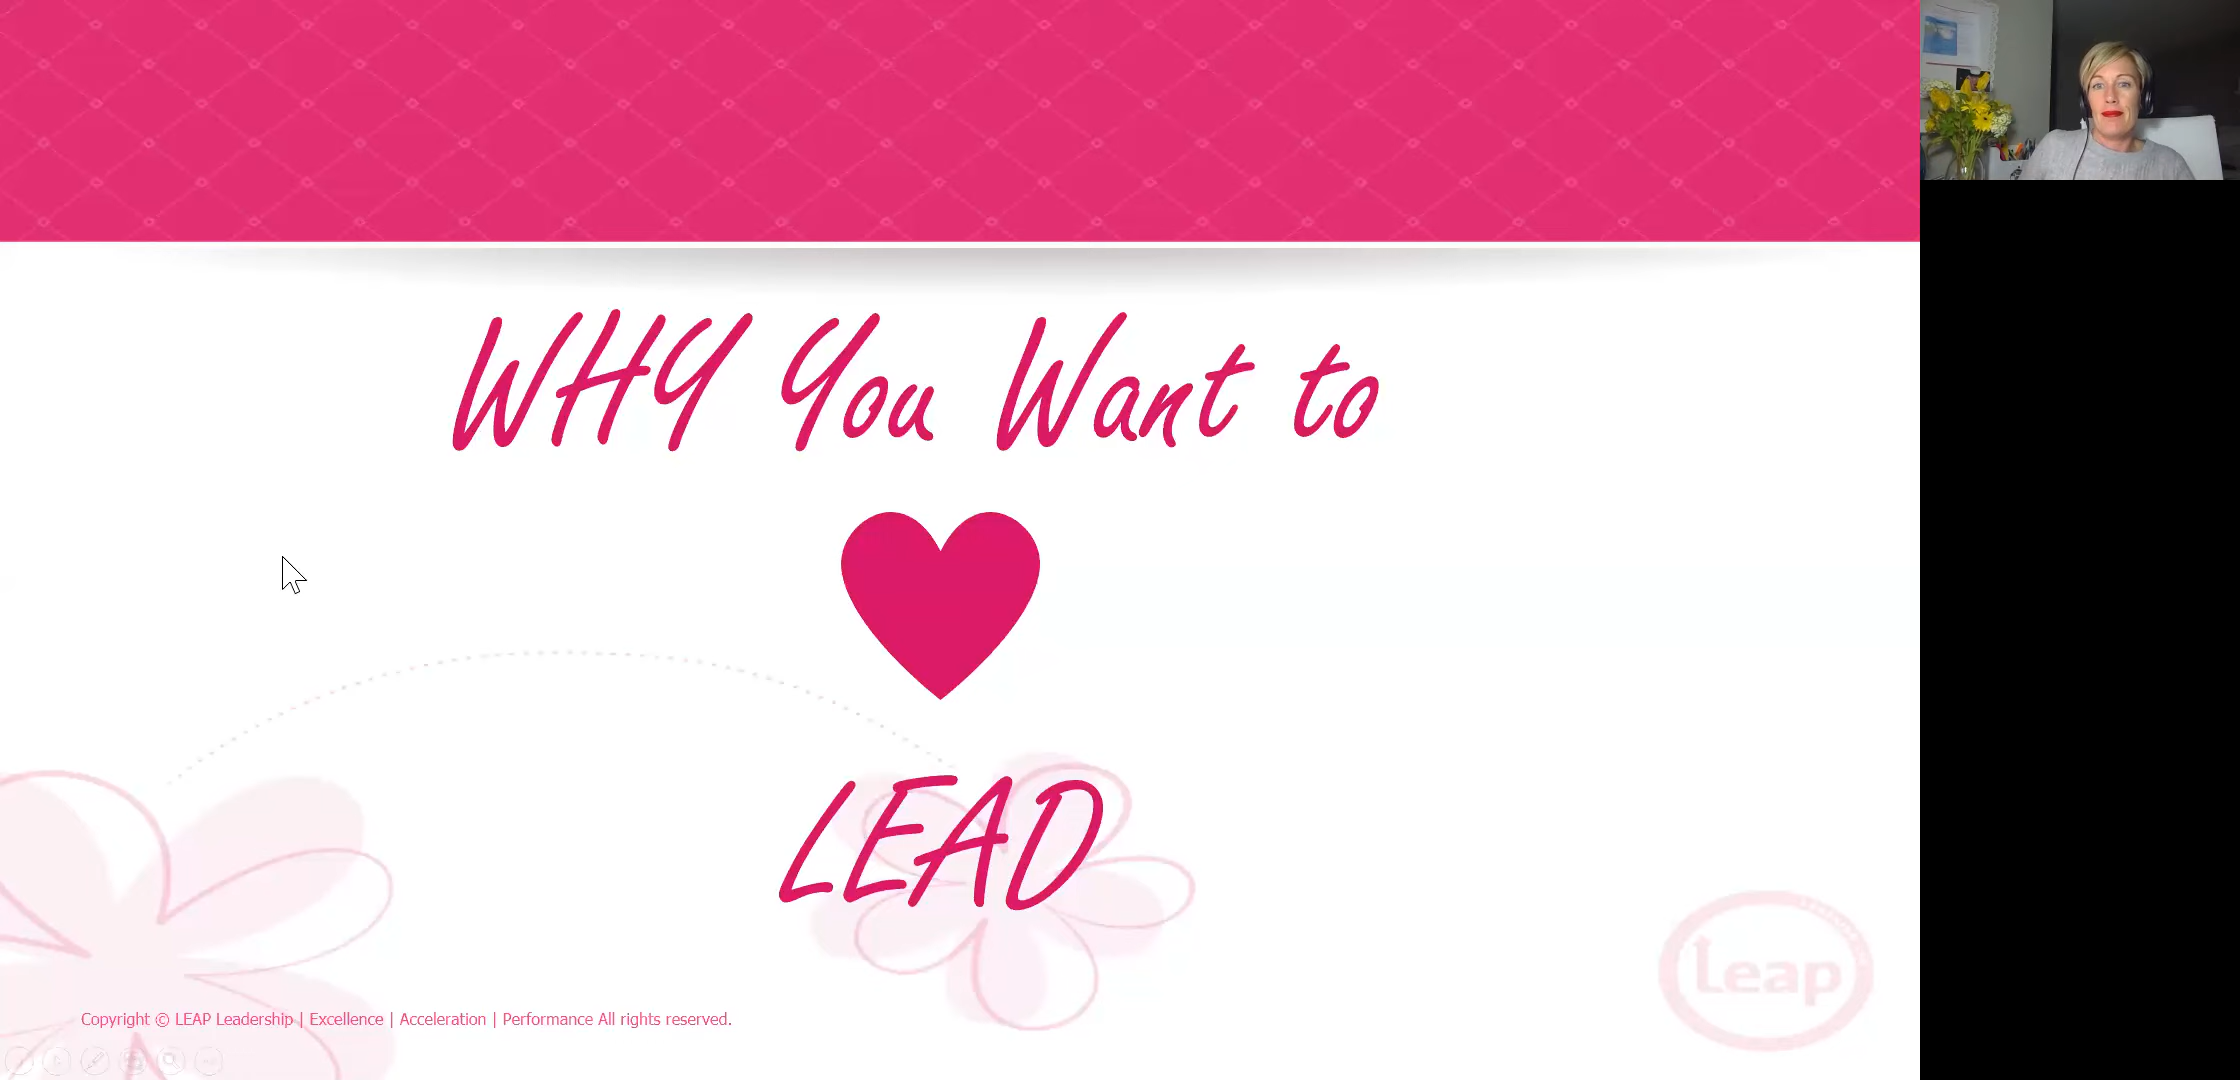 WHY You Want to
LEAD
Leap
Copyright © LEAP Leadership | Excellence | Acceleration | Performance All rights reserved.